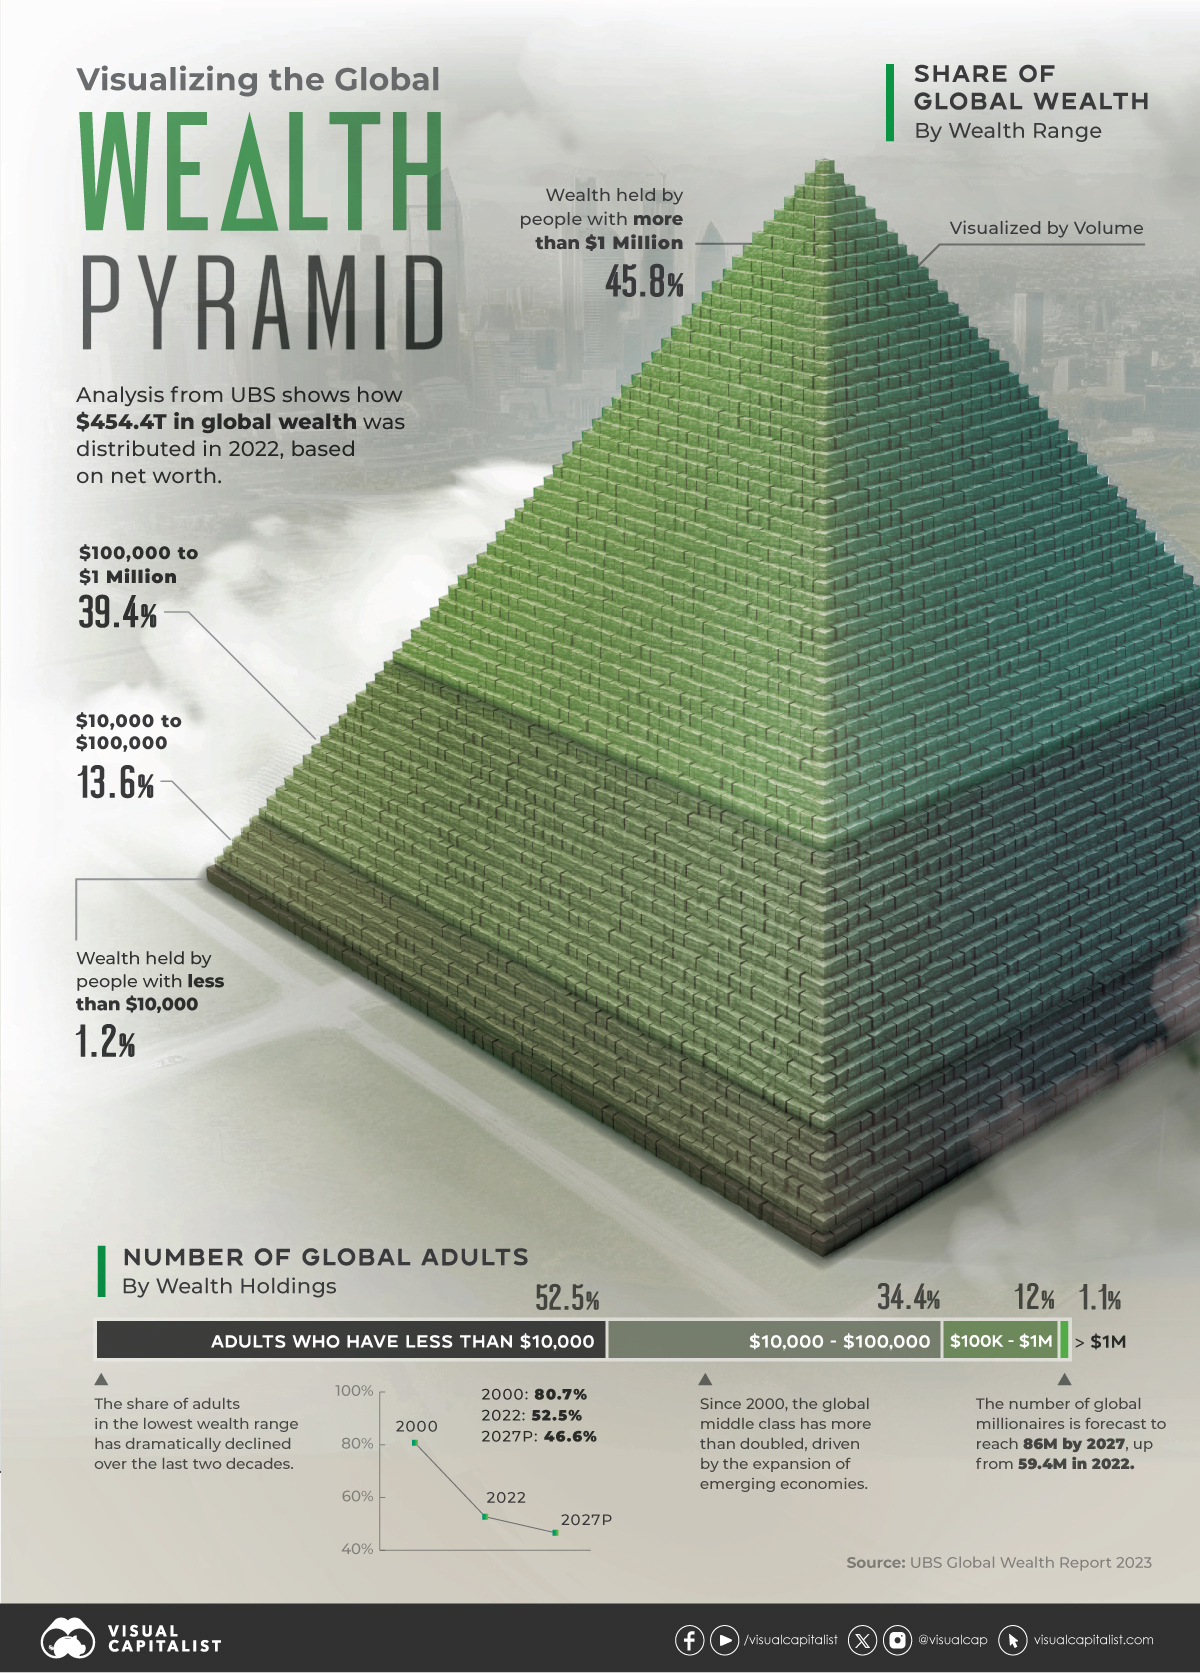 Visualizing the Global
WEALTH
PYRAMID
Analysis from UBS shows how
$454.4T in global wealth was
distributed in 2022, based
on net worth.
SHARE OF
GLOBAL WEALTH
By Wealth Range
Wealth held by
people with more
than $1 Million
45.8%
Visualized by Volume
$100,000 to
$1 Million
39.4%
$10,000 to
$100,000
13.6%
Wealth held by
people with less
than $10,000
1.2%
NUMBER OF GLOBAL ADULTS
By Wealth Holdings
52.5%
34.4%
12%
1.1%
ADULTS WHO HAVE LESS THAN $10,000
$10,000 - $100,000
$100K - $1M
> $1M
The share of adults
in the lowest wealth range
has dramatically declined
over the last two decades.
100%
80%
60%
40%
2000
2022
2027P
2000: 80.7%
2022: 52.5%
2027P: 46.6%
Since 2000, the global
middle class has more
than doubled, driven
by the expansion of
emerging economies.
The number of global
millionaires is forecast to
reach 86M by 2027, up
from 59.4M in 2022.
Source: UBS Global Wealth Report 2023
VISUAL
CAPITALIST
/visualcapitalist
@visualcap
visualcapitalist.com